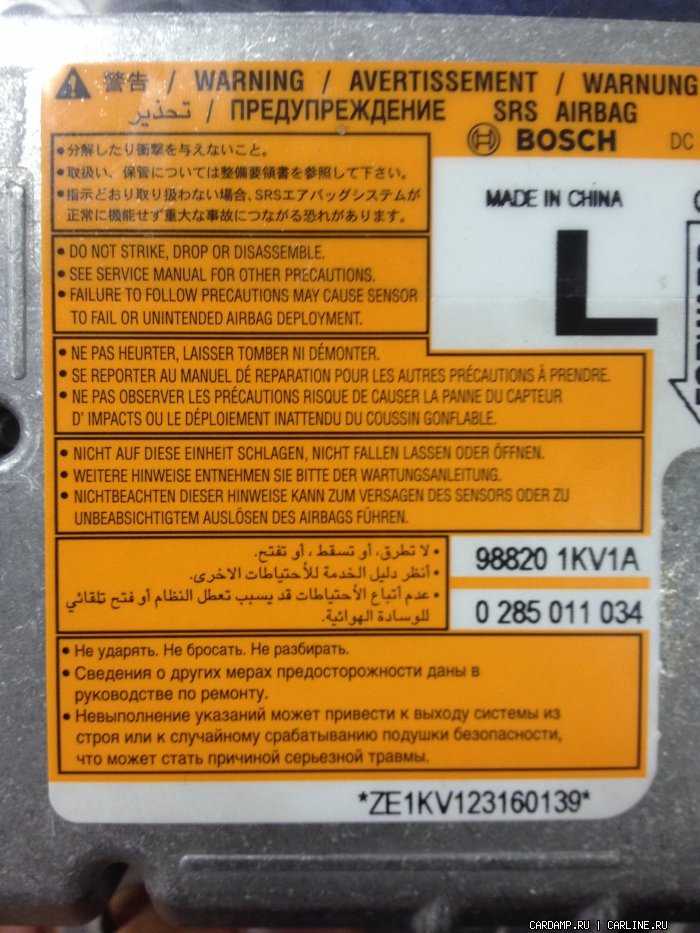 警告 / WARNING / AVERTISSEMENT / WARNUNG
تحذير / ПРЕДУПРЕЖДЕНИЕ SRS AIRBAG
BOSCH DC
• 分解したり衝撃を与えないこと。
• 取扱い、保管については整備要領書を参照して下さい。
• 指示どおり取り扱わない場合、SRSエアバッグシステムが
正常に機能せず重大な事故につながる恐れがあります。
MADE IN CHINA
L
• DO NOT STRIKE, DROP OR DISASSEMBLE.
• SEE SERVICE MANUAL FOR OTHER PRECAUTIONS.
• FAILURE TO FOLLOW PRECAUTIONS MAY CAUSE SENSOR
TO FAIL OR UNINTENDED AIRBAG DEPLOYMENT.
• NE PAS HEURTER, LAISSER TOMBER NI DÉMONTER.
• SE REPORTER AU MANUEL DÉ REPARATION POUR LES AUTRES PRÉCAUTIONS À PRENDRE.
• NE PAS OBSERVER LES PRÉCAUTIONS RISQUE DE CAUSER LA PANNE DU CAPTEUR
D' IMPACTS OU LE DÉPLOIEMENT INATTENDU DU COUSSIN GONFLABLE.
• NICHT AUF DIESE EINHEIT SCHLAGEN, NICHT FALLEN LASSEN ODER ÖFFNEN.
• WEITERE HINWEISE ENTNEHMEN SIE BITTE DER WARTUNGSANLEITUNG.
• NICHTBEACHTEN DIESER HINWEISE KANN ZUM VERSAGEN DES SENSORS ODER ZU
UNBEABSICHTIGTEM AUSLÖSEN DES AIRBAGS FÜHREN.
• لا تطرق، أو تسقط ، أو تفتح.
• أنظر دليل الخدمة للأحتياطات الاخرى.
• عدم أتباع الأحتياطات قد يسبب تعطل النظام أو فتح تلقائي
للوسادة الهوائية.
98820 1KV1A
0 285 011 034
• Не ударять. Не бросать. Не разбирать.
• Сведения о других мерах предосторожности даны в
руководстве по ремонту.
• Невыполнение указаний может привести к выходу системы из
строя или к случайному срабатыванию подушки безопасности,
что может стать причиной серьезной травмы.
*ZE1KV123160139*
CARDAMP.RU | CARLINE.RU